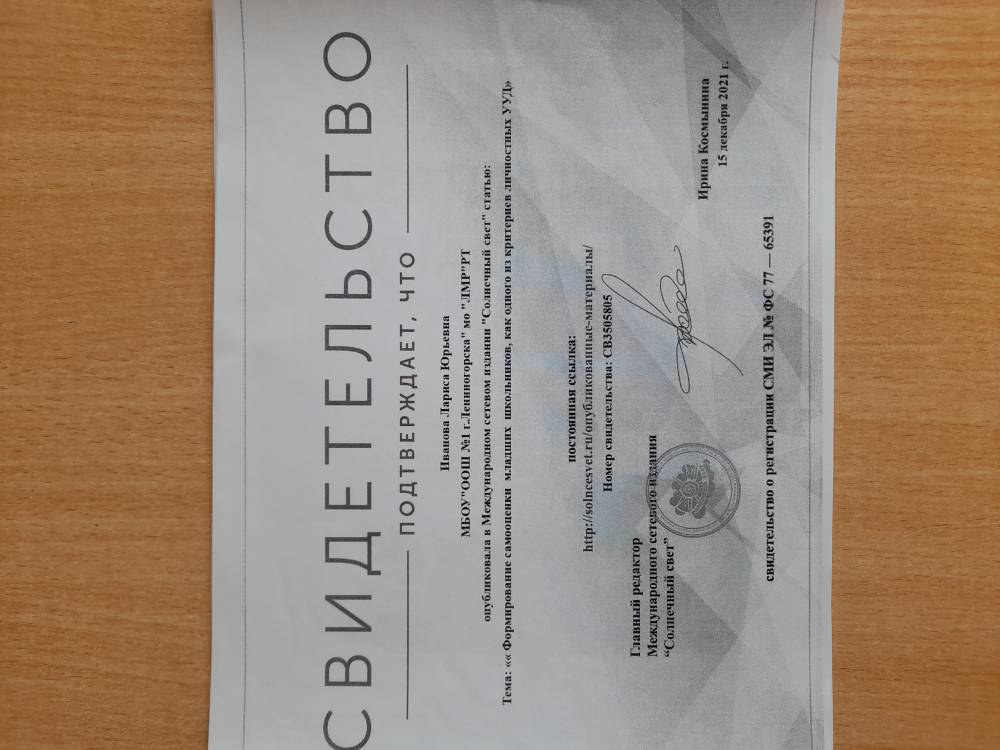 СВИДЕТЕЛЬСТВО
ПОДТВЕРЖДАЕТ, ЧТО
Иванова Лариса Юрьевна
МБОУ"ООШ №1 г.Лениногорска" мо "ЛМР"РТ
опубликовала в Международном сетевом издании "Солнечный свет" статью:
Тема: «« Формирование самооценки младших школьников, как одного из критериев личностных УУД»
постоянная ссылка:
http://solncesvet.ru/опубликованные-материалы/
Номер свидетельства: СВ3505805
Главный редактор
Международного сетевого издания
“Солнечный свет”
Ирина Космынина
15 декабря 2021 г.
свидетельство о регистрации СМИ ЭЛ № ФС 77 — 65391